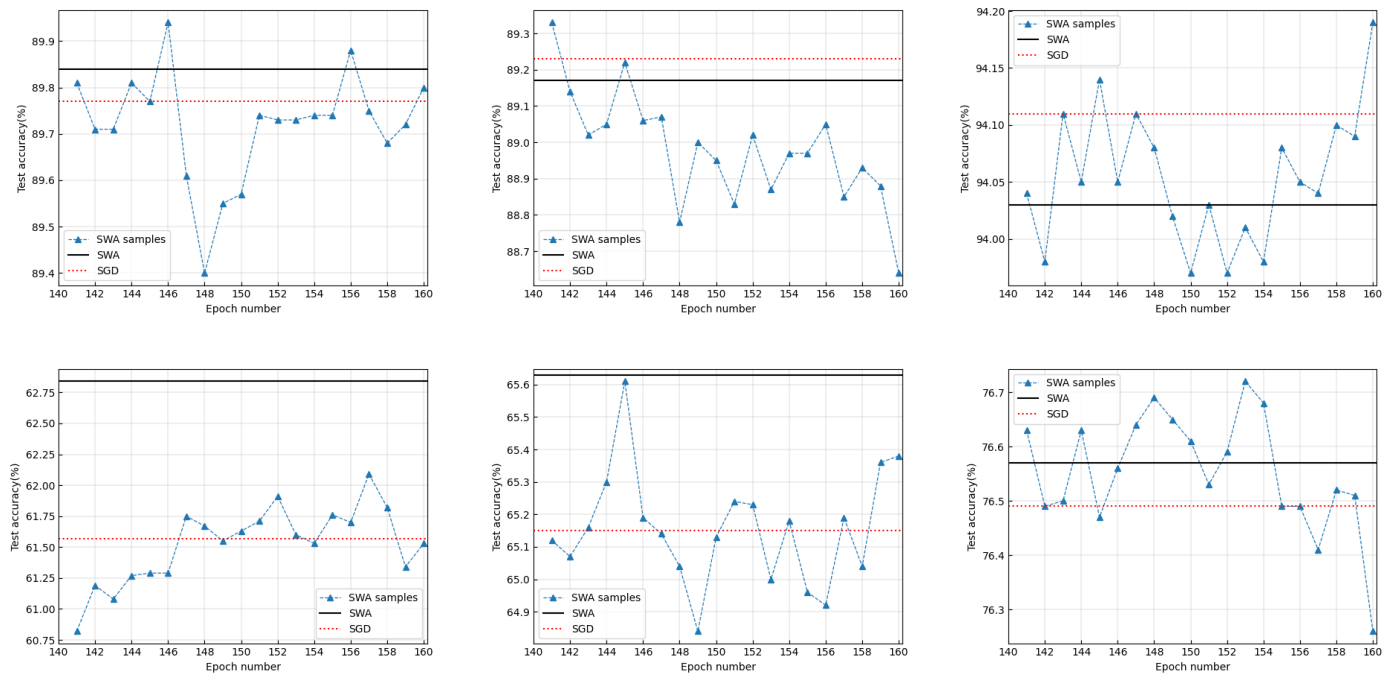 89.9
89.8
89.7
89.6
89.5
89.4
Test accuracy(%)
SWA samples
SWA
SGD
140 142 144 146 148 150 152 154 156 158 160
Epoch number
89.3
89.2
89.1
89.0
88.9
88.8
88.7
Test accuracy(%)
SWA samples
SWA
SGD
140 142 144 146 148 150 152 154 156 158 160
Epoch number
94.20
94.15
94.10
94.05
94.00
Test accuracy(%)
SWA samples
SWA
SGD
140 142 144 146 148 150 152 154 156 158 160
Epoch number
62.75
62.50
62.25
62.00
61.75
61.50
61.25
61.00
60.75
Test accuracy(%)
SWA samples
SWA
SGD
140 142 144 146 148 150 152 154 156 158 160
Epoch number
65.6
65.5
65.4
65.3
65.2
65.1
65.0
64.9
Test accuracy(%)
SWA samples
SWA
SGD
140 142 144 146 148 150 152 154 156 158 160
Epoch number
76.7
76.6
76.5
76.4
76.3
Test accuracy(%)
SWA samples
SWA
SGD
140 142 144 146 148 150 152 154 156 158 160
Epoch number